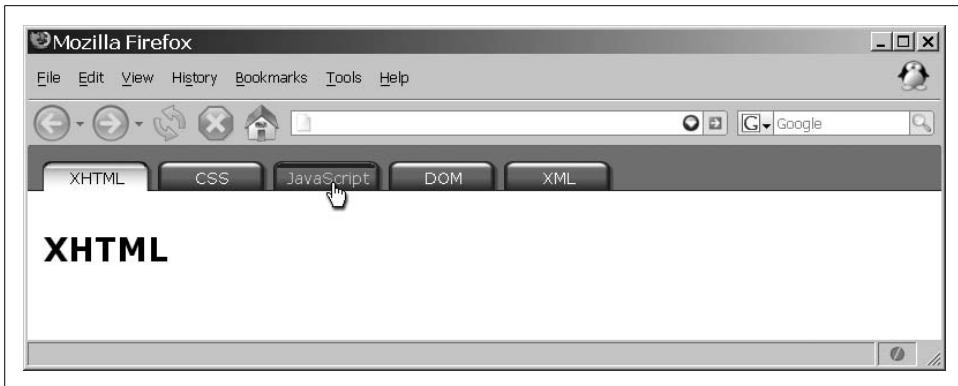 Mozilla Firefox
File Edit View History Bookmarks Tools Help
G Google
XHTML CSS JavaScript DOM XML
XHTML